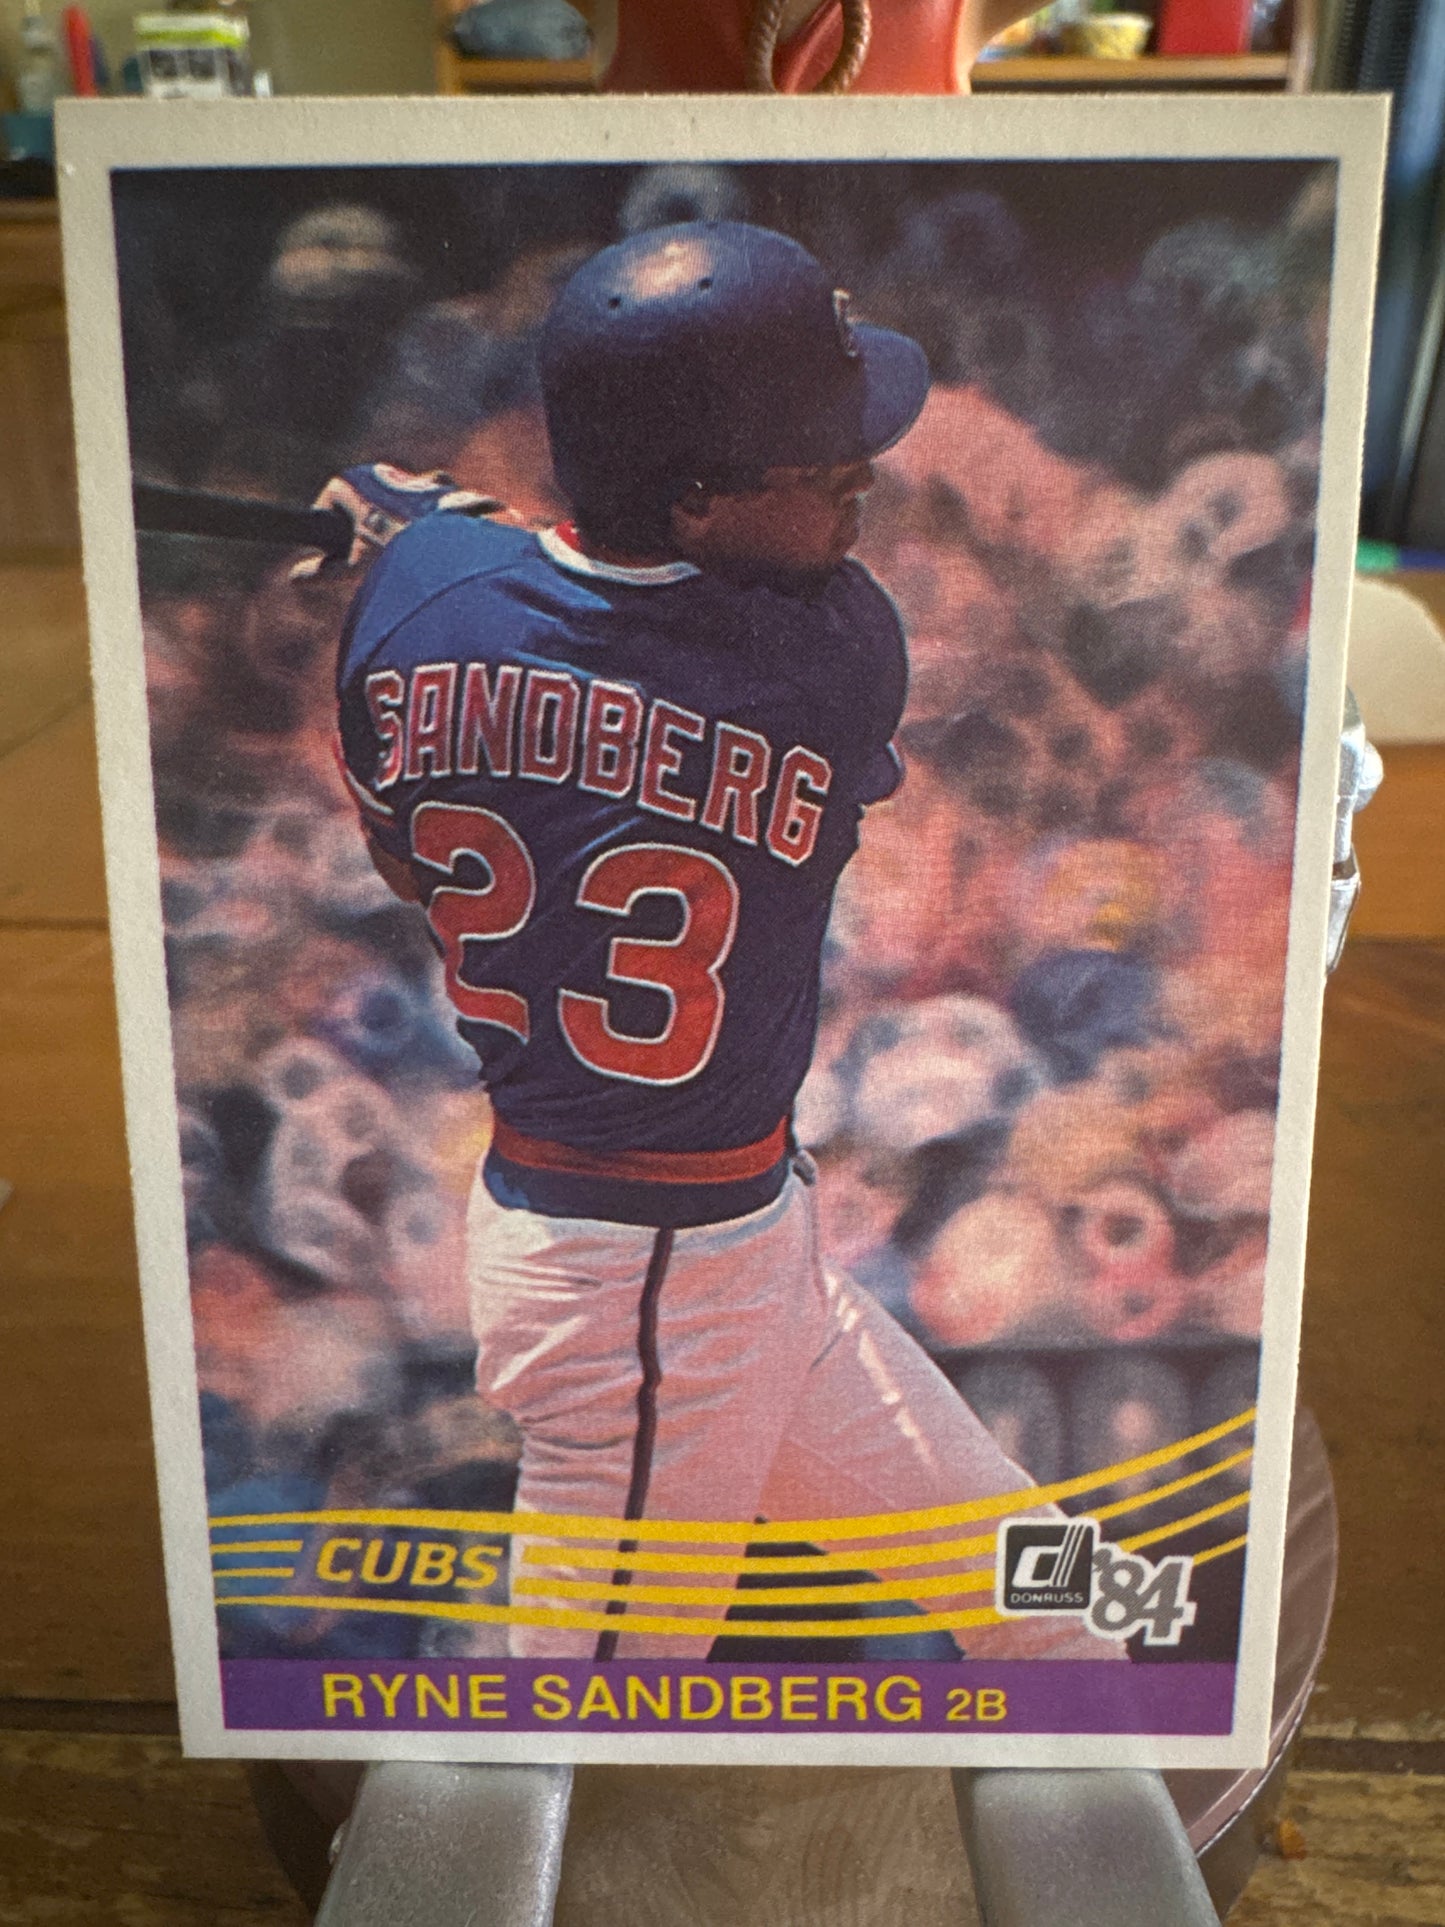 SANDBERG
23
CUBS
DONRUSS
'84
RYNE SANDBERG 2B